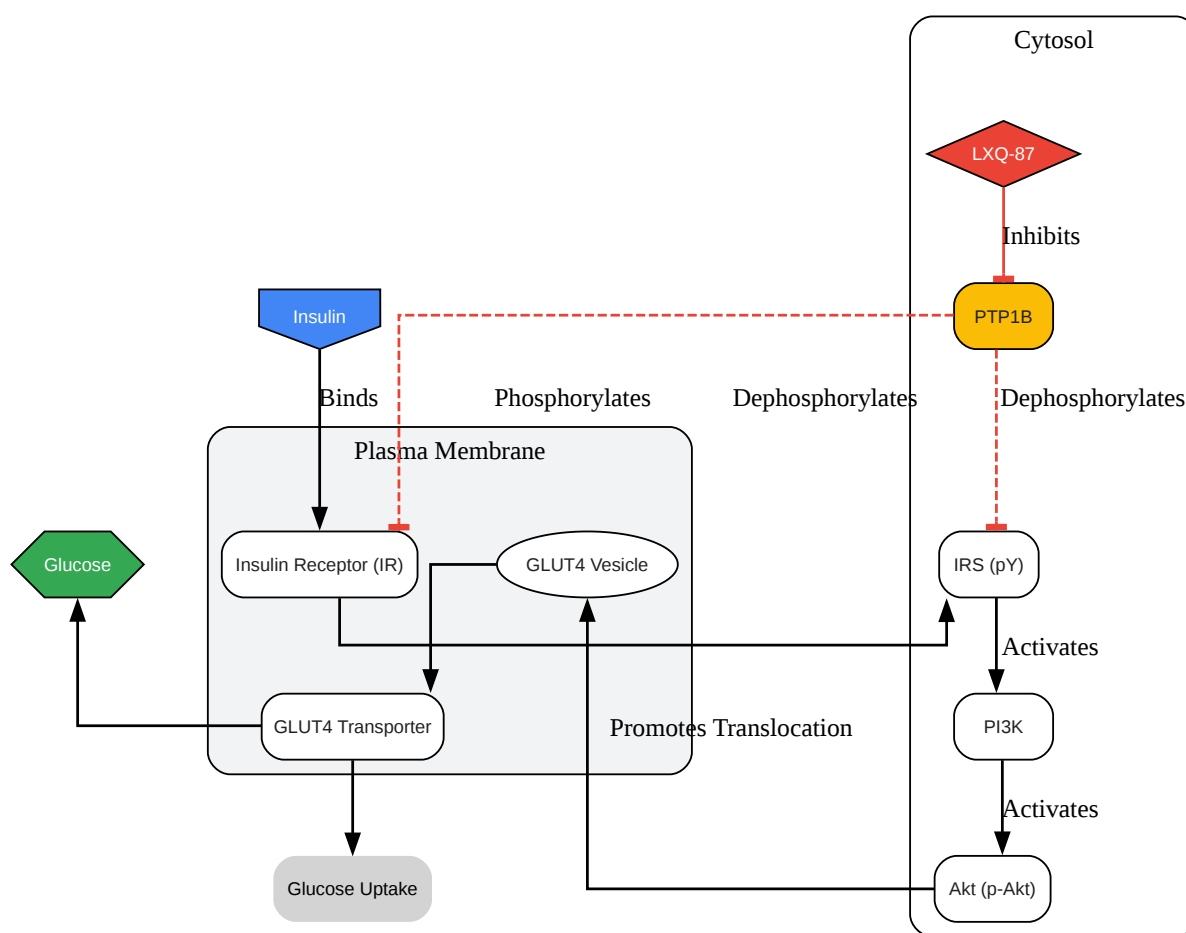 Cytosol
LXQ-87
Inhibits
Insulin
PTP1B
Binds
Phosphorylates
Dephosphorylates
Dephosphorylates
Plasma Membrane
Glucose
Insulin Receptor (IR)
GLUT4 Vesicle
IRS (pY)
Activates
GLUT4 Transporter
Promotes Translocation
PI3K
Activates
Glucose Uptake
Akt (p-Akt)